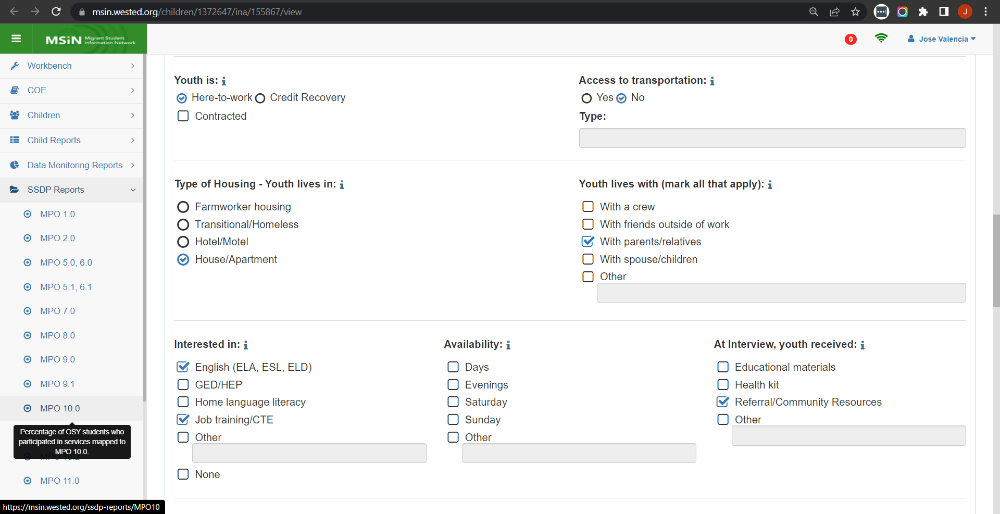 msin.wested.org/children/1372647/ina/155867/view
J
MSiN Migrant Student
Information Network
0
Jose Valencia
Workbench
COE
Children
Child Reports
Data Monitoring Reports
SSDP Reports
MPO 1.0
MPO 2.0
MPO 5.0, 6.0
MPO 5.1, 6.1
MPO 7.0
MPO 8.0
MPO 9.0
MPO 9.1
MPO 10.0
Percentage of OSY students who
participated in services mapped to
MPO 10.0.
MPO 10.2
MPO 11.0
https://msin.wested.org/ssdp-reports/MPO10
Youth is:
Here-to-work Credit Recovery
Contracted
Access to transportation:
Yes No
Type:
Type of Housing - Youth lives in:
Farmworker housing
Transitional/Homeless
Hotel/Motel
House/Apartment
Youth lives with (mark all that apply):
With a crew
With friends outside of work
With parents/relatives
With spouse/children
Other
Interested in:
English (ELA, ESL, ELD)
GED/HEP
Home language literacy
Job training/CTE
Other
None
Availability:
Days
Evenings
Saturday
Sunday
Other
At Interview, youth received:
Educational materials
Health kit
Referral/Community Resources
Other